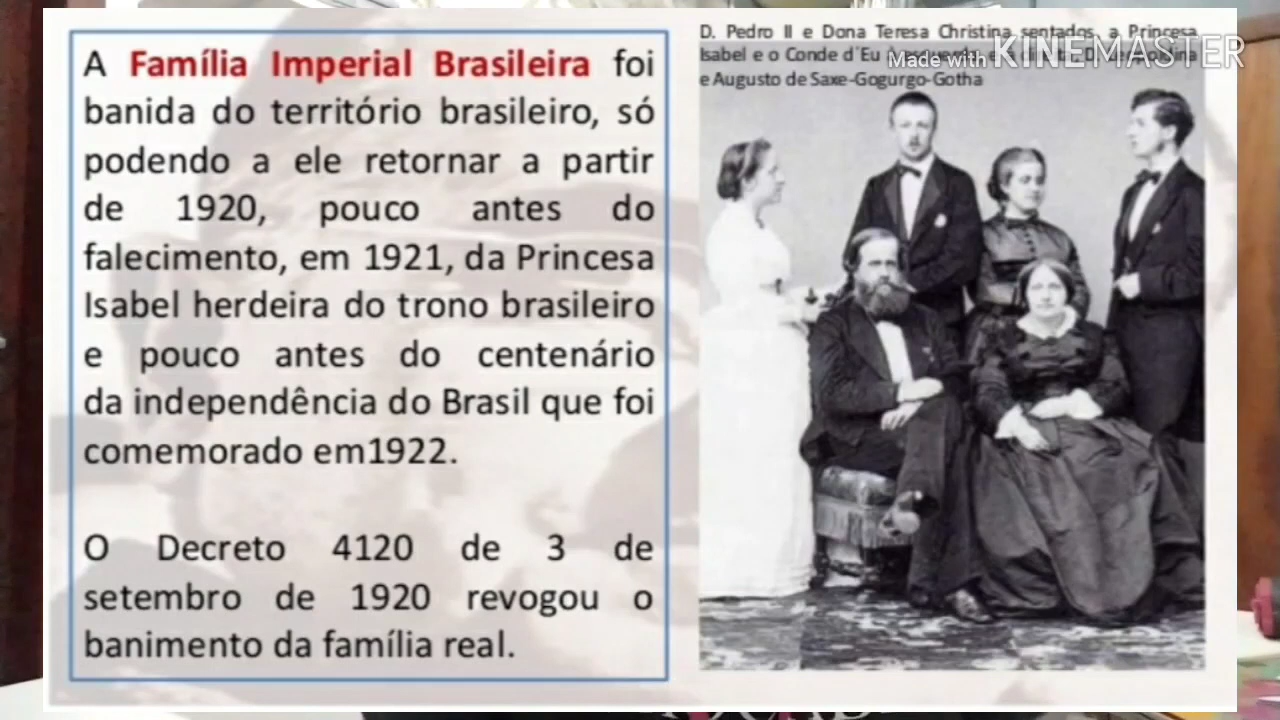 A Família Imperial Brasileira foi
banida do território brasileiro, só
podendo a ele retornar a partir
de 1920, pouco antes do
falecimento, em 1921, da Princesa
Isabel herdeira do trono brasileiro
e pouco antes do centenário
da independência do Brasil que foi
comemorado em1922.
O Decreto 4120 de 3 de
setembro de 1920 revogou o
banimento da família real.
D. Pedro II e Dona Teresa Christina sentados, a Princesa
Isabel e o Conde d'Eu à
e Augusto de Saxe-Gogurgo-Gotha
Made with KINEMASTER